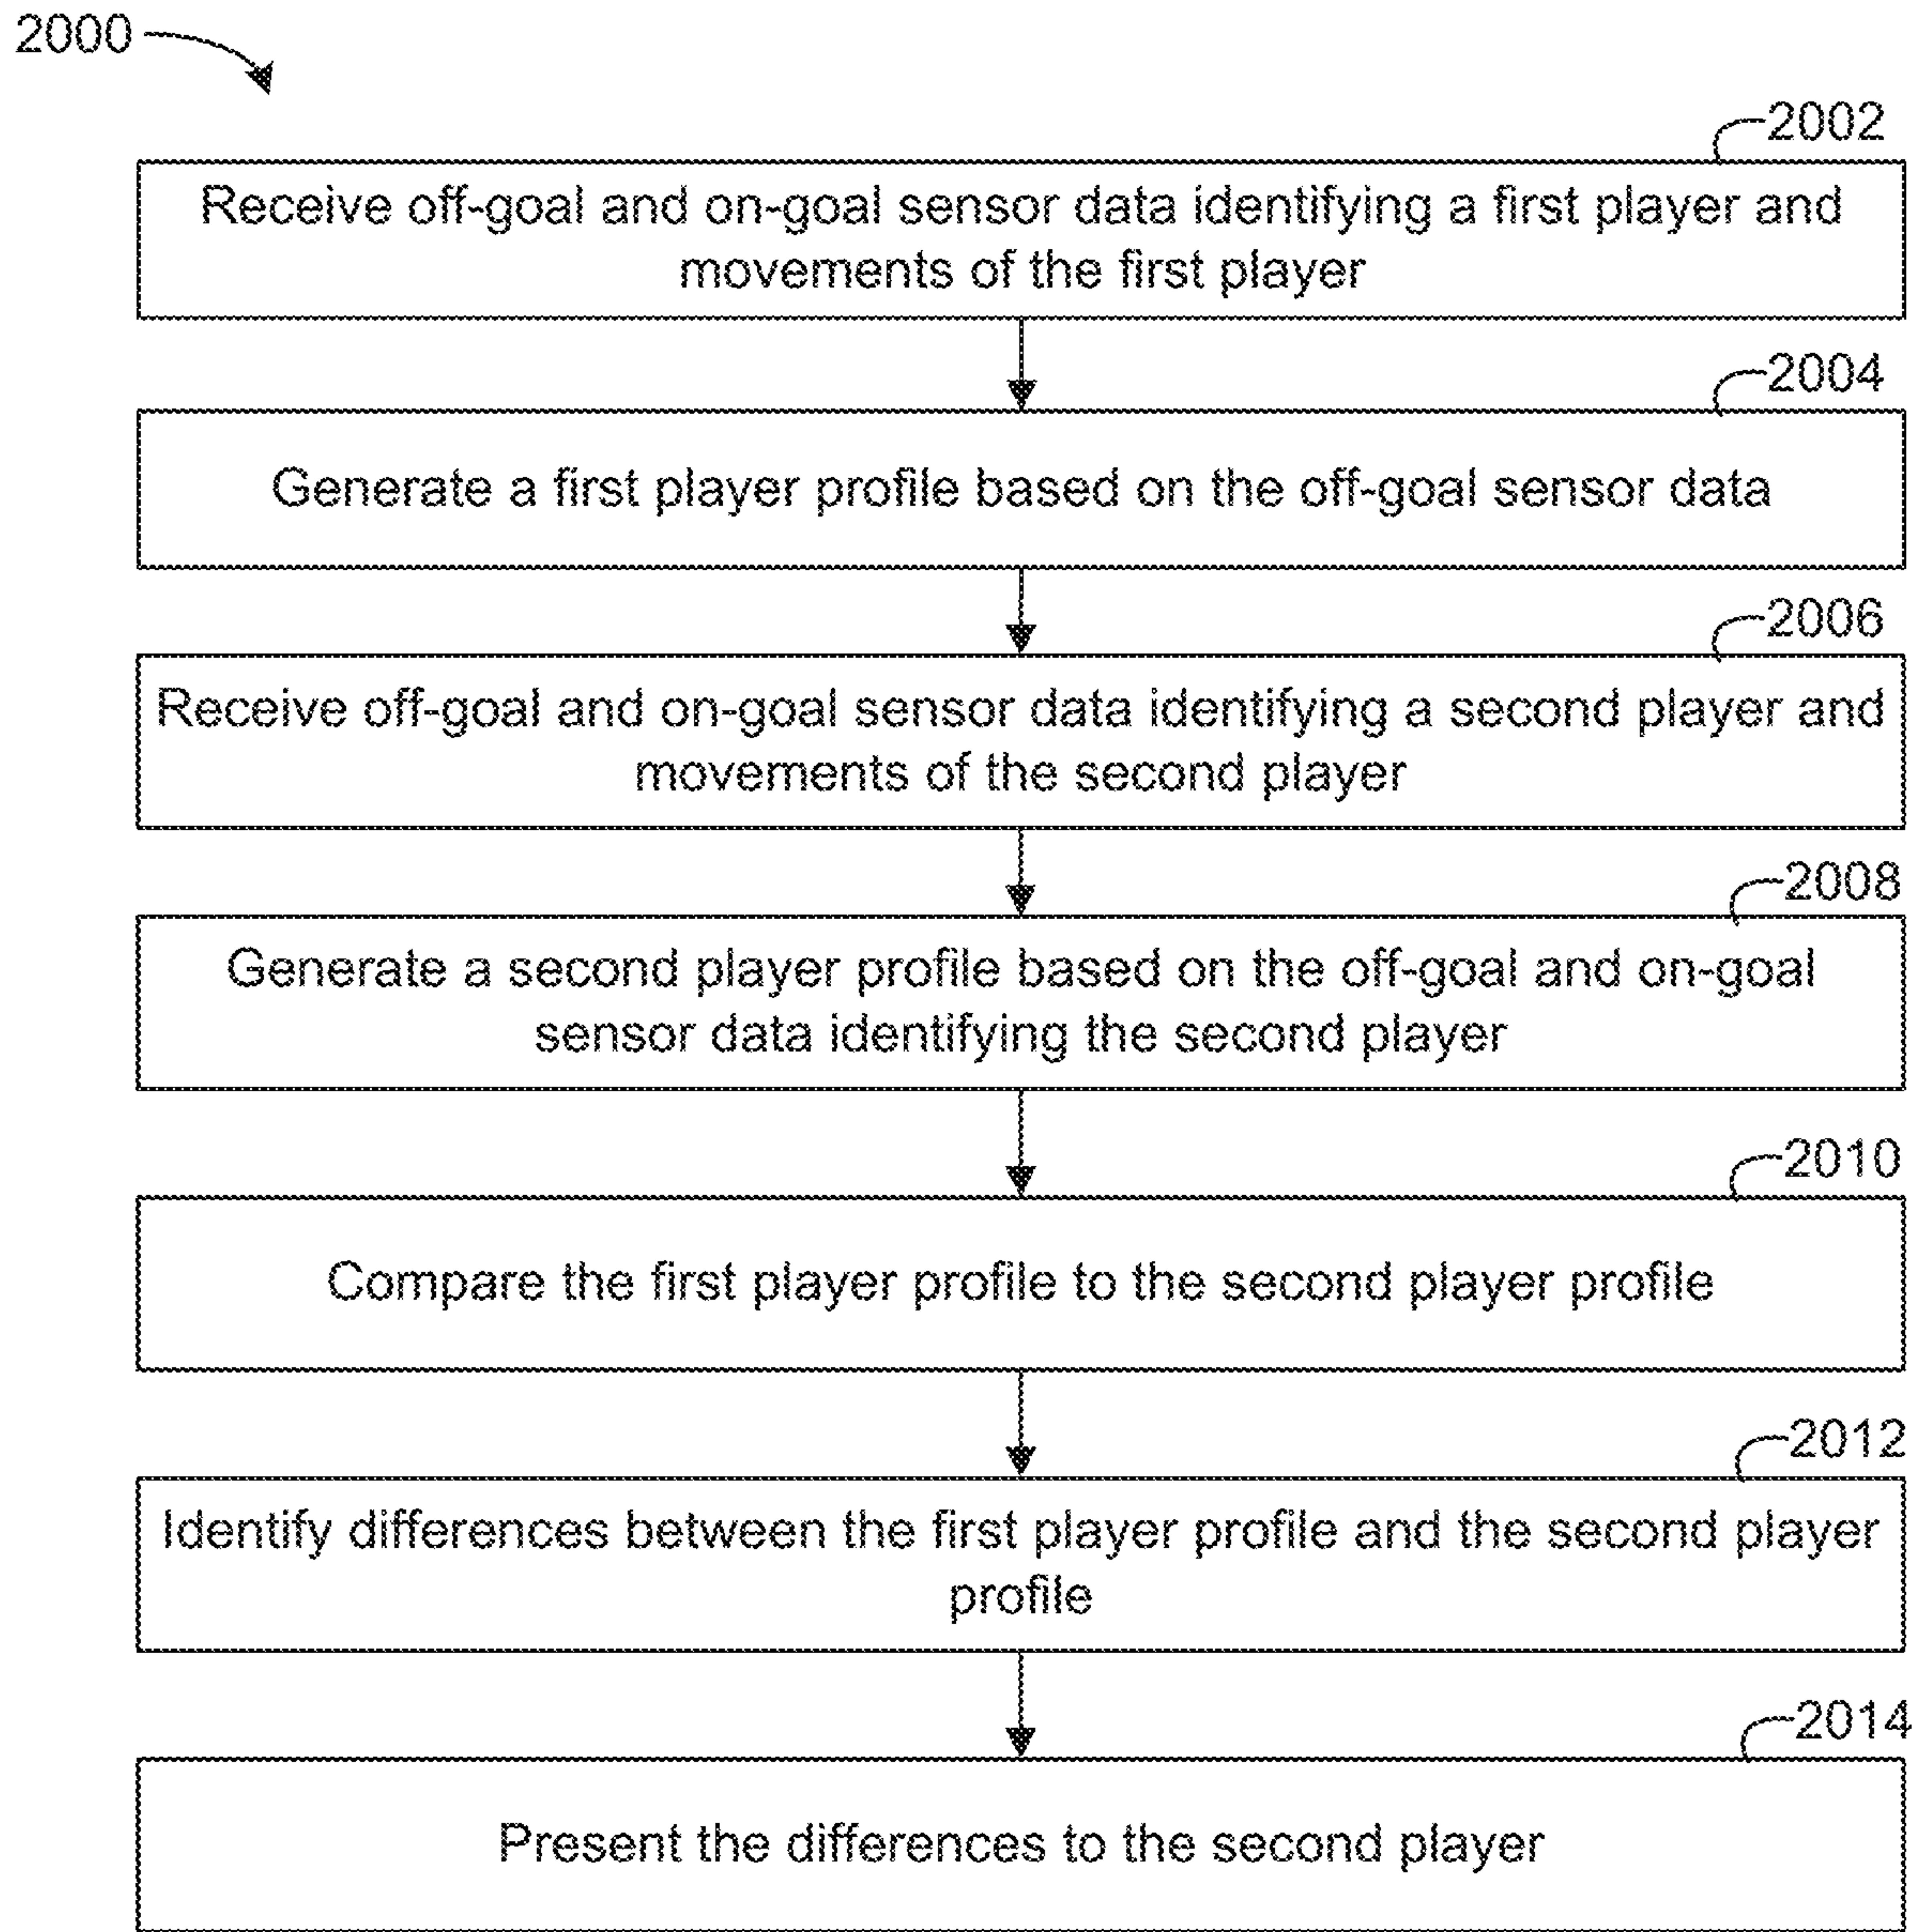 2000
2002
Receive off-goal and on-goal sensor data identifying a first player and
movements of the first player
2004
Generate a first player profile based on the off-goal sensor data
2006
Receive off-goal and on-goal sensor data identifying a second player and
movements of the second player
2008
Generate a second player profile based on the off-goal and on-goal
sensor data identifying the second player
2010
Compare the first player profile to the second player profile
2012
Identify differences between the first player profile and the second player
profile
2014
Present the differences to the second player